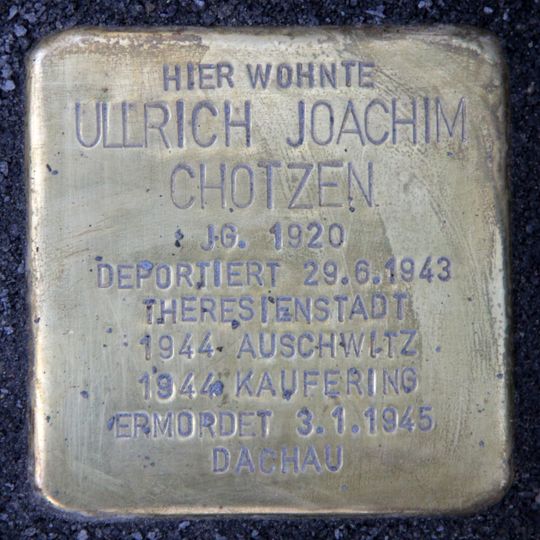 HIER WOHNTE
ULLRICH JOACHIM
CHOTZEN
JG. 1920
DEPORTIERT 29.6.1943
THERESIENSTADT
1944 AUSCHWITZ
1944 KAUFERING
ERMORDET 3.1.1945
DACHAU